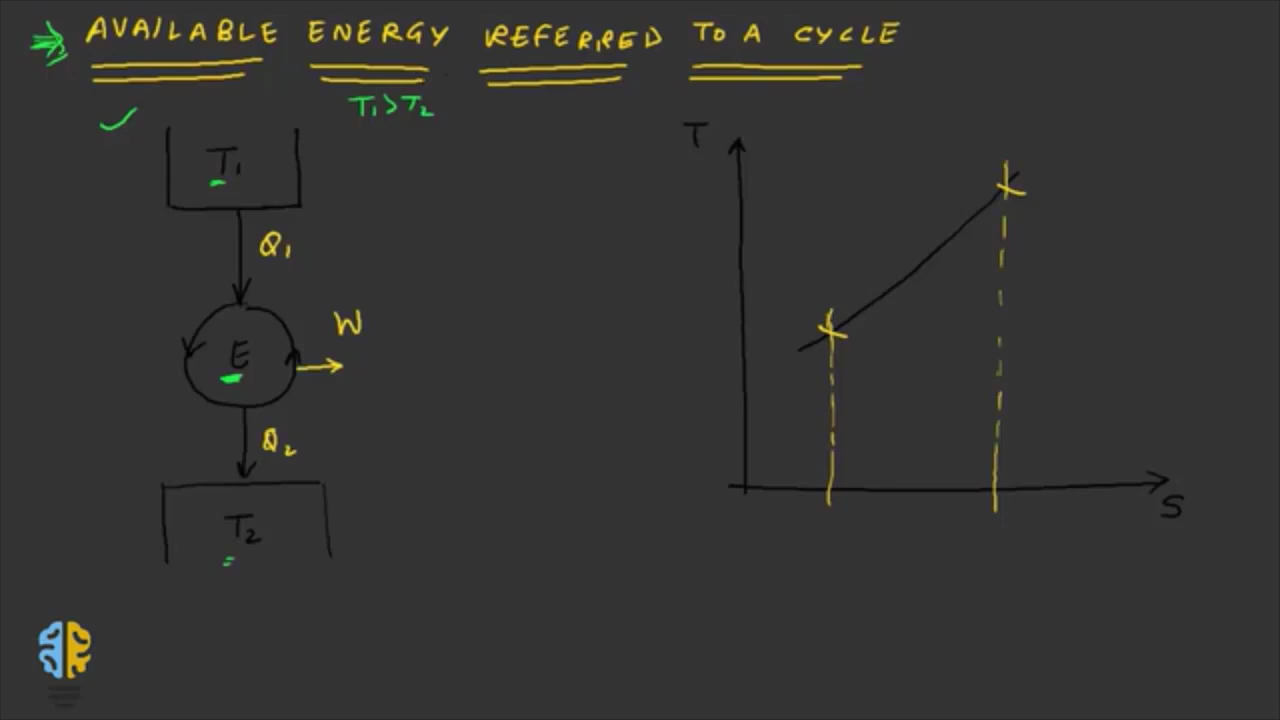 AVAILABLE ENERGY REFERRED TO A CYCLE
T₁>T₂
T₁
Q₁
E
W
Q₂
T₂
T
S